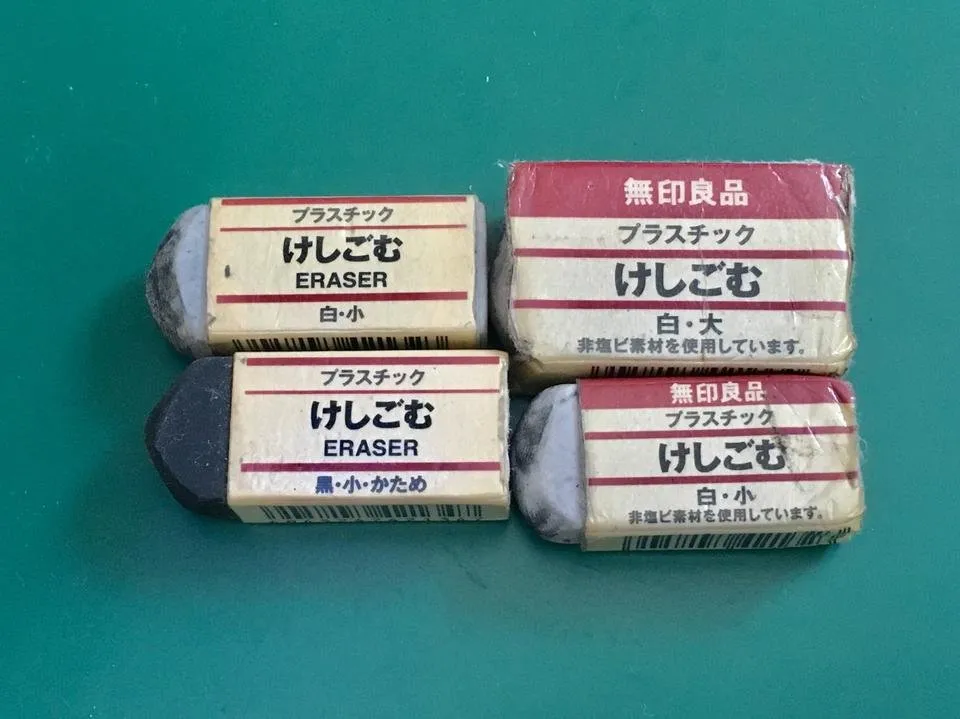 プラスチック
けしごむ
ERASER
白・小
無印良品
プラスチック
けしごむ
白・大
非塩ビ素材を使用しています。
プラスチック
けしごむ
ERASER
黒・小・かため
無印良品
プラスチック
けしごむ
白・小
非塩ビ素材を使用しています。